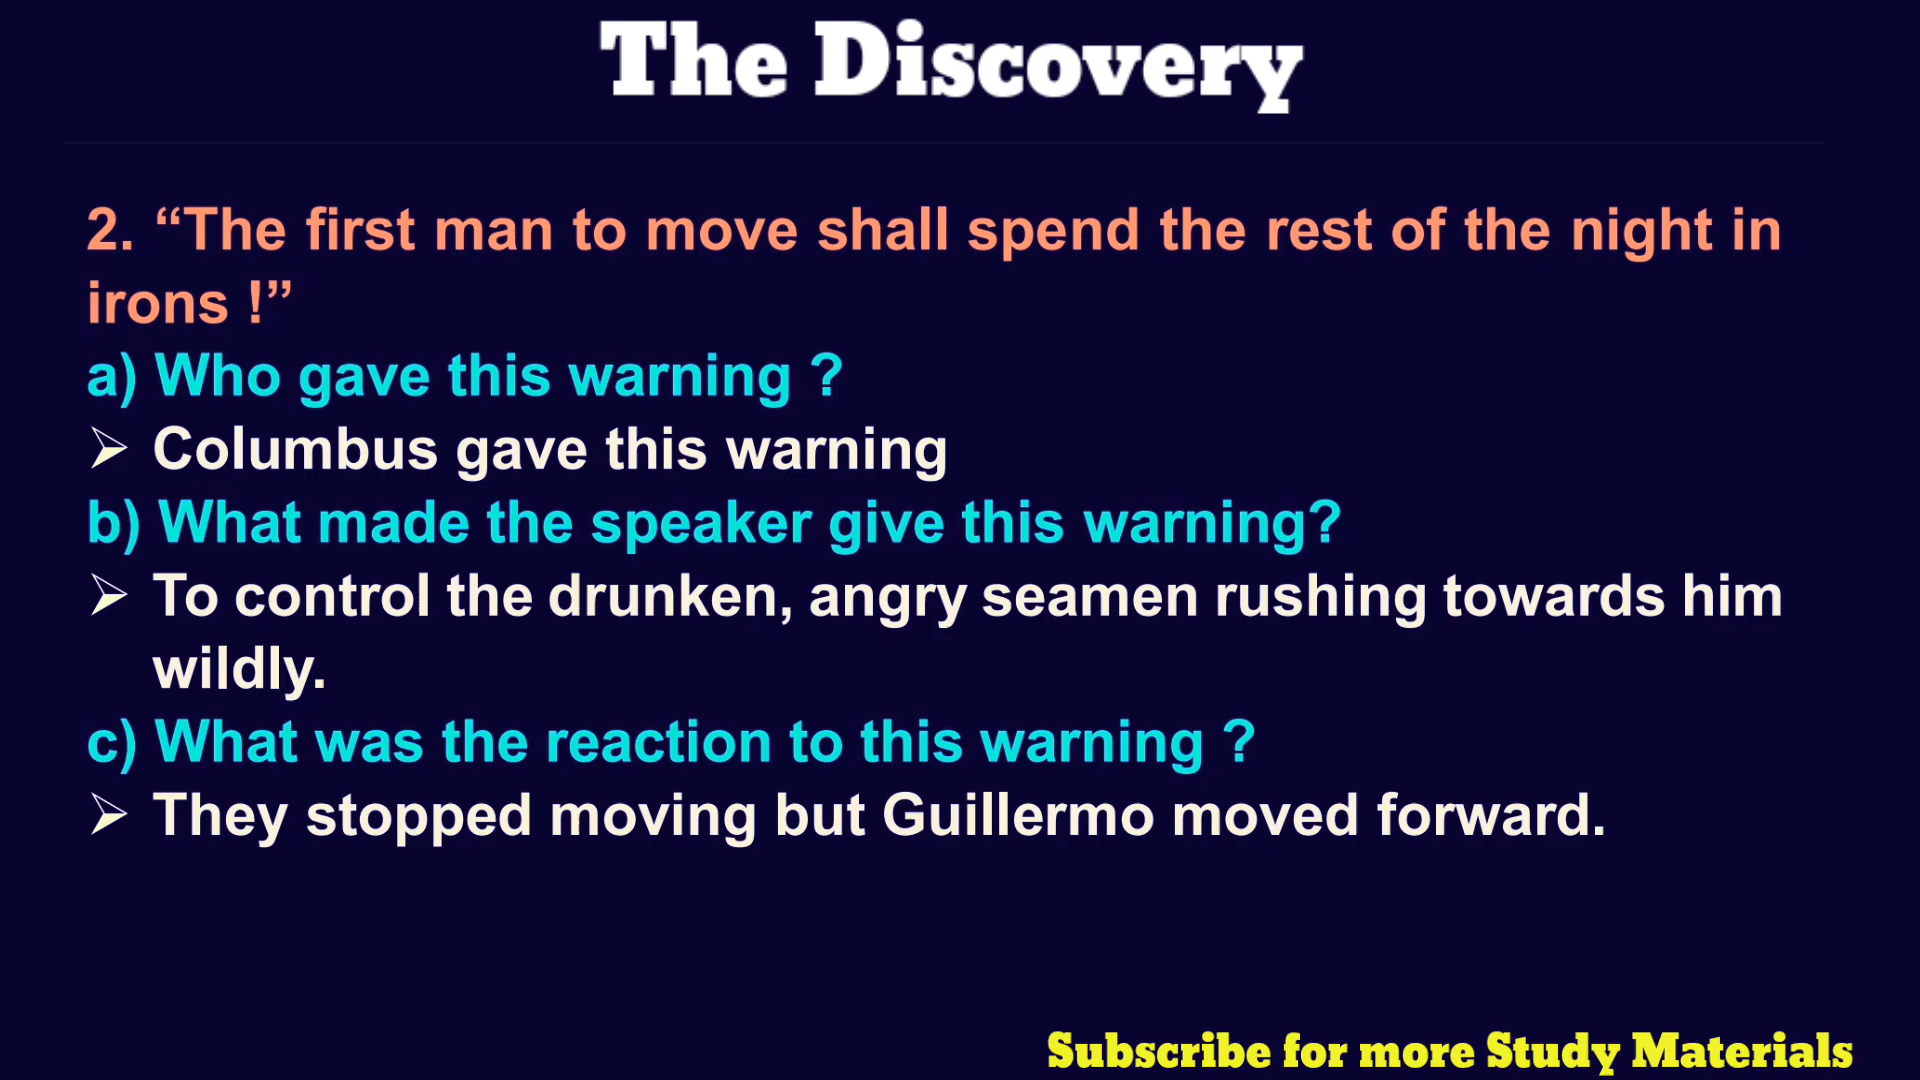 The Discovery
2. “The first man to move shall spend the rest of the night in
irons !”
a) Who gave this warning ?
➢ Columbus gave this warning
b) What made the speaker give this warning?
➢ To control the drunken, angry seamen rushing towards him
wildly.
c) What was the reaction to this warning ?
➢ They stopped moving but Guillermo moved forward.
Subscribe for more Study Materials